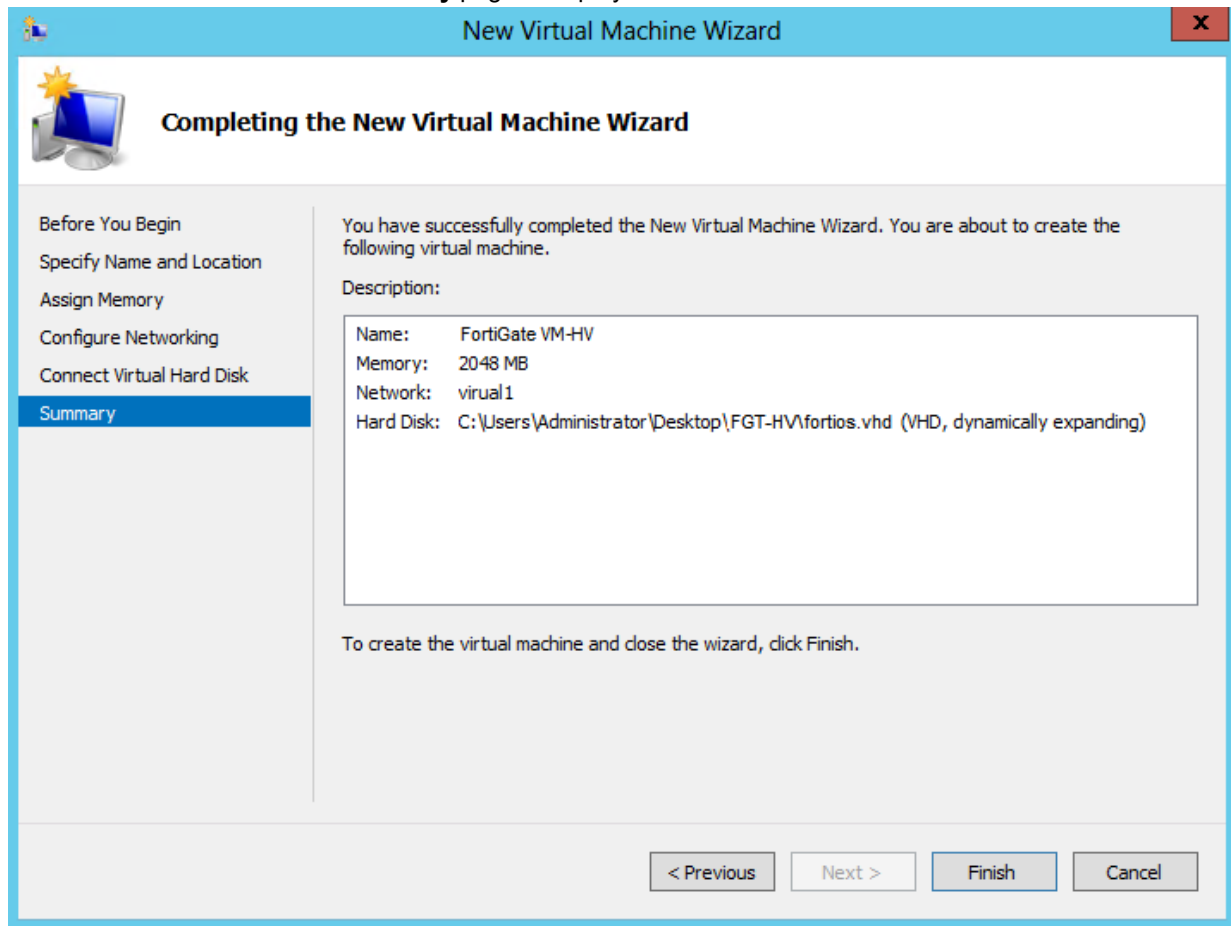 New Virtual Machine Wizard
x
Completing the New Virtual Machine Wizard
Before You Begin
Specify Name and Location
Assign Memory
Configure Networking
Connect Virtual Hard Disk
Summary
You have successfully completed the New Virtual Machine Wizard. You are about to create the
following virtual machine.
Description:
Name: FortiGate VM-HV
Memory: 2048 MB
Network: virual1
Hard Disk: C:\Users\Administrator\Desktop\FGT-HV\fortios.vhd (VHD, dynamically expanding)
To create the virtual machine and close the wizard, click Finish.
< Previous Next > Finish Cancel